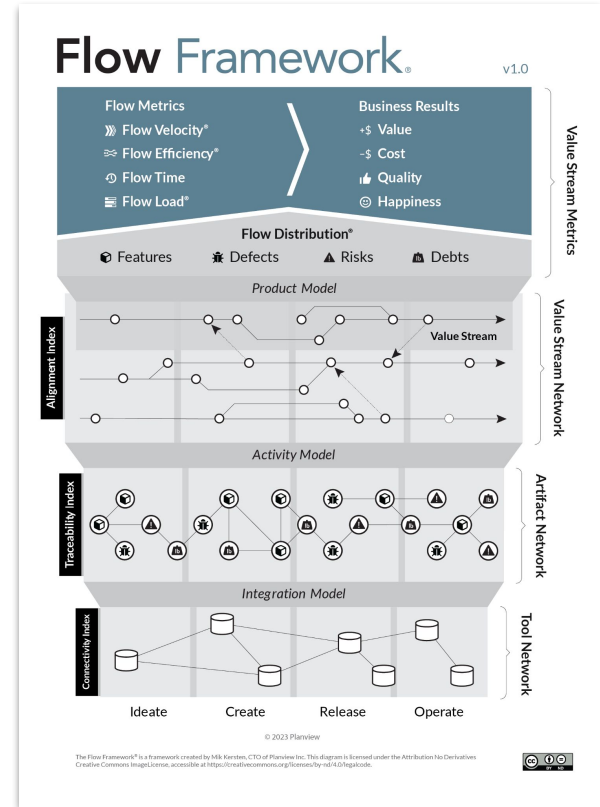 Flow Framework®
v1.0
Flow Metrics
Flow Velocity®
Flow Efficiency®
Flow Time
Flow Load®
Business Results
+$ Value
-$ Cost
Quality
Happiness
Value Stream Metrics
Flow Distribution®
Features
Defects
Risks
Debts
Product Model
Alignment Index
Value Stream
Value Stream Network
Activity Model
Traceability Index
Artifact Network
Integration Model
Connectivity Index
Tool Network
Ideate
Create
Release
Operate
© 2023 Planview
The Flow Framework® is a framework created by Mik Kersten, CTO of Planview Inc. This diagram is licensed under the Attribution No Derivatives
Creative Commons ImageLicense, accessible at https://creativecommons.org/licenses/by-nd/4.0/legalcode.
cc
BY ND